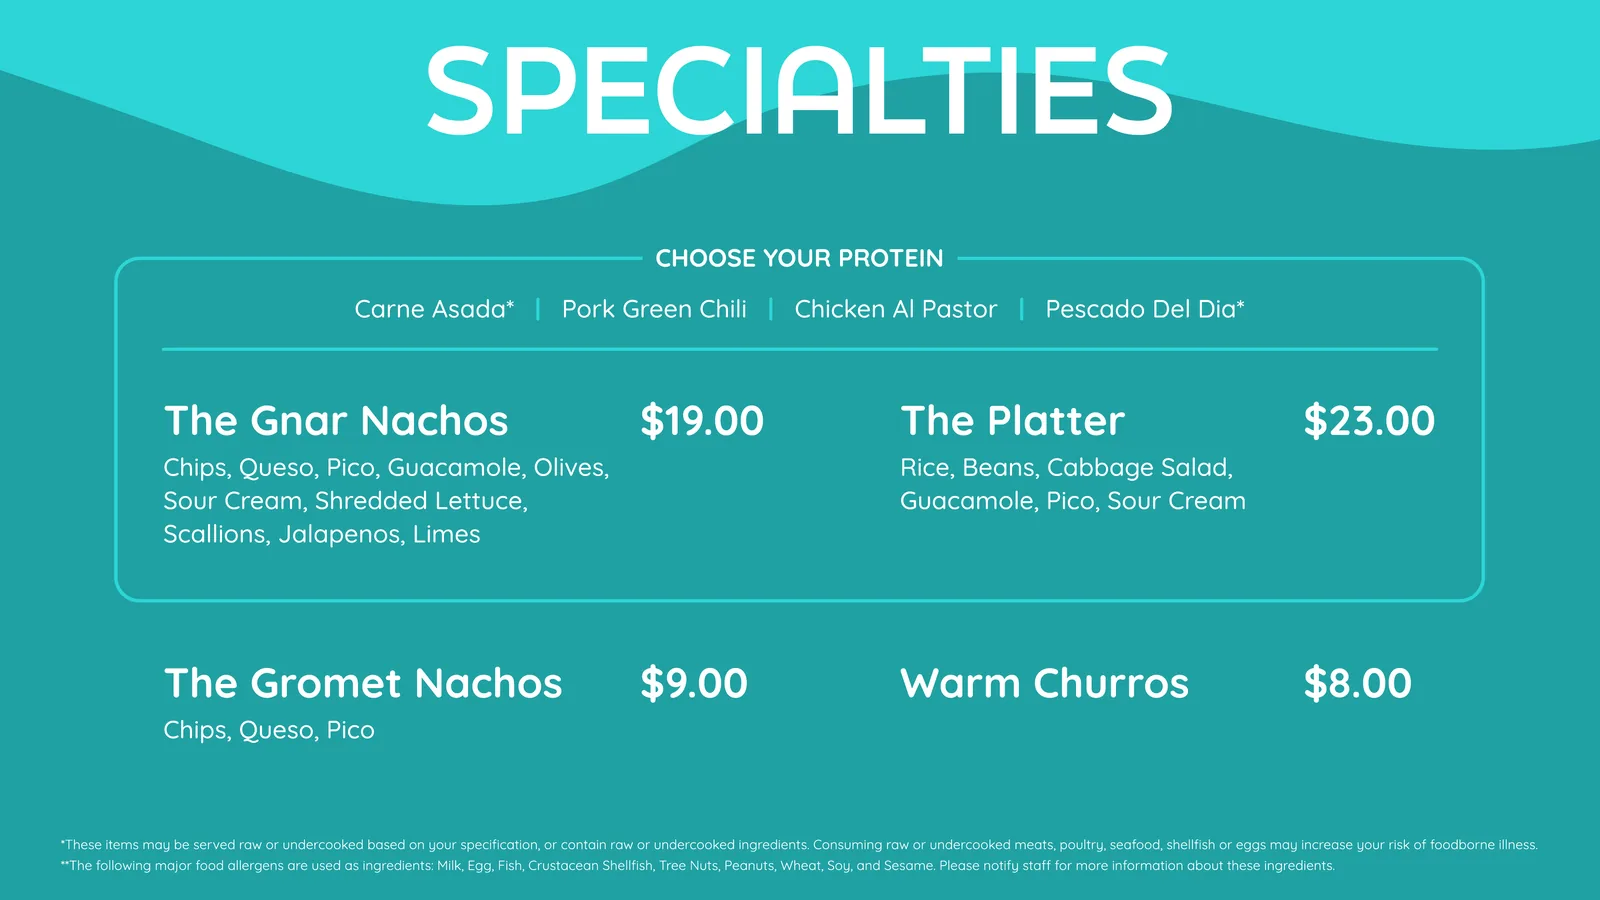 SPECIALTIES
CHOOSE YOUR PROTEIN
Carne Asada* | Pork Green Chili | Chicken Al Pastor | Pescado Del Dia*
The Gnar Nachos $19.00
Chips, Queso, Pico, Guacamole, Olives,
Sour Cream, Shredded Lettuce,
Scallions, Jalapenos, Limes
The Platter $23.00
Rice, Beans, Cabbage Salad,
Guacamole, Pico, Sour Cream
The Gromet Nachos $9.00
Chips, Queso, Pico
Warm Churros $8.00
*These items may be served raw or undercooked based on your specification, or contain raw or undercooked ingredients. Consuming raw or undercooked meats, poultry, seafood, shellfish or eggs may increase your risk of foodborne illness.
**The following major food allergens are used as ingredients: Milk, Egg, Fish, Crustacean Shellfish, Tree Nuts, Peanuts, Wheat, Soy, and Sesame. Please notify staff for more information about these ingredients.